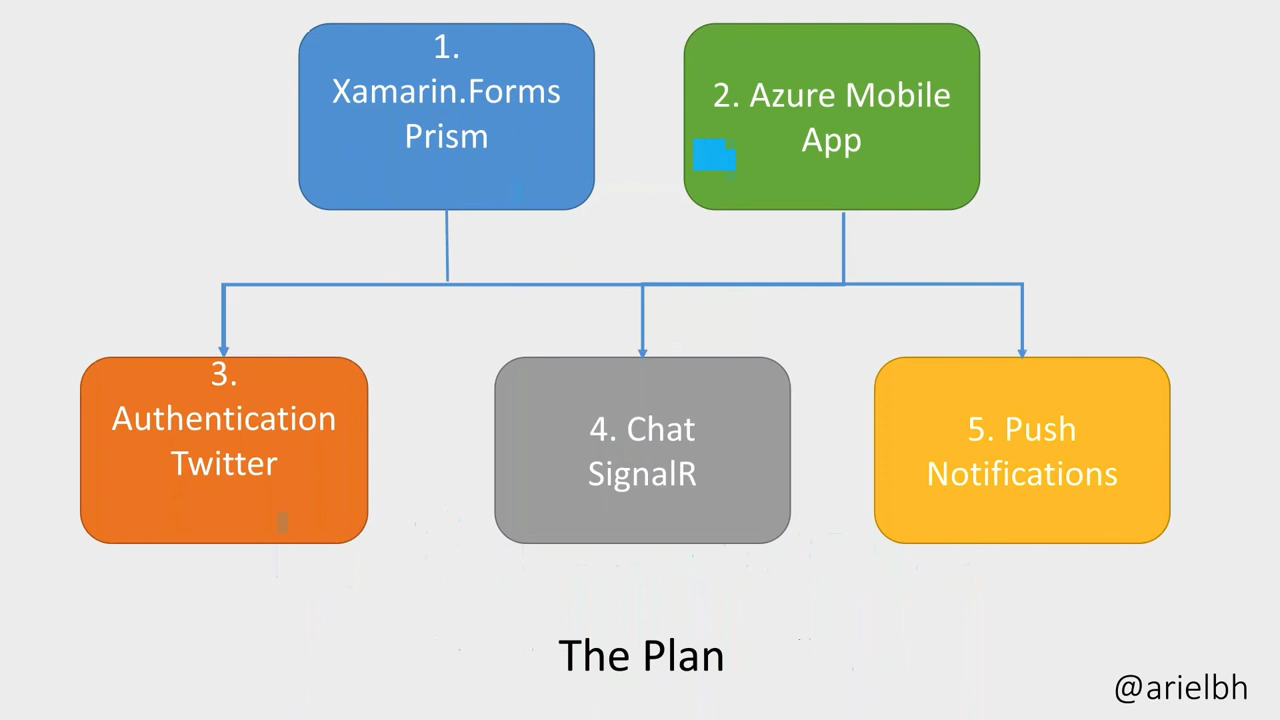 1.
Xamarin.Forms
Prism
2. Azure Mobile
App
3.
Authentication
Twitter
4. Chat
SignalR
5. Push
Notifications
The Plan
@arielbh